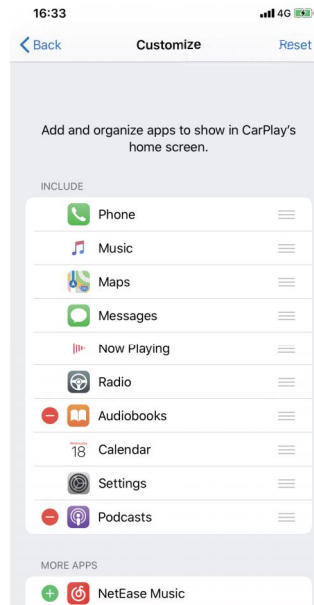 16:33
4G
Back
Customize
Reset
Add and organize apps to show in CarPlay's
home screen.
INCLUDE
Phone
Music
Maps
Messages
Now Playing
Radio
Audiobooks
Wednesday
18
Calendar
Settings
Podcasts
MORE APPS
NetEase Music